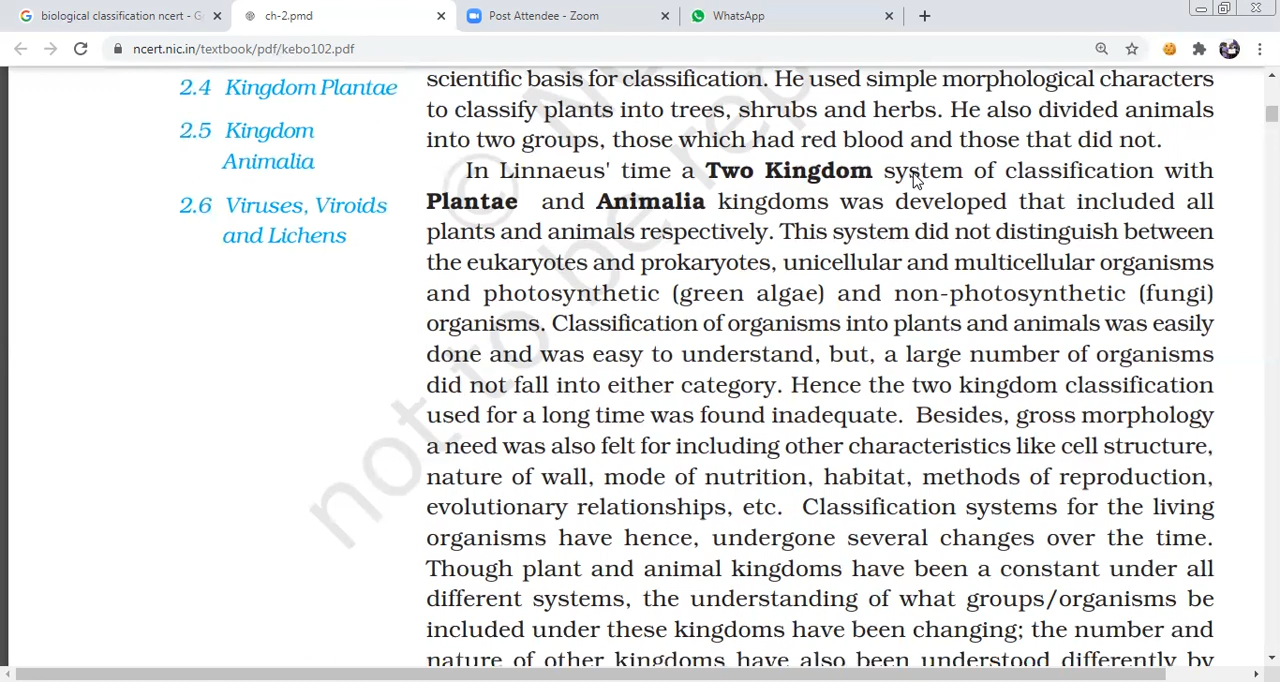 biological classification ncert - G
ch-2.pmd
Post Attendee - Zoom
WhatsApp
ncert.nic.in/textbook/pdf/kebo102.pdf
2.4 Kingdom Plantae
2.5 Kingdom
Animalia
2.6 Viruses, Viroids
and Lichens
scientific basis for classification. He used simple morphological characters
to classify plants into trees, shrubs and herbs. He also divided animals
into two groups, those which had red blood and those that did not.
In Linnaeus' time a Two Kingdom system of classification with
Plantae and Animalia kingdoms was developed that included all
plants and animals respectively. This system did not distinguish between
the eukaryotes and prokaryotes, unicellular and multicellular organisms
and photosynthetic (green algae) and non-photosynthetic (fungi)
organisms. Classification of organisms into plants and animals was easily
done and was easy to understand, but, a large number of organisms
did not fall into either category. Hence the two kingdom classification
used for a long time was found inadequate. Besides, gross morphology
a need was also felt for including other characteristics like cell structure,
nature of wall, mode of nutrition, habitat, methods of reproduction,
evolutionary relationships, etc. Classification systems for the living
organisms have hence, undergone several changes over the time.
Though plant and animal kingdoms have been a constant under all
different systems, the understanding of what groups/organisms be
included under these kingdoms have been changing; the number and
nature of other kingdoms have also been understood differently by
© N
not to be rep